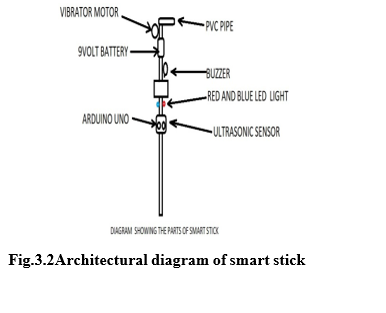 VIBRATOR MOTOR
PVC PIPE
9VOLT BATTERY
BUZZER
RED AND BLUE LED LIGHT
ARDUINO UNO
ULTRASONIC SENSOR
DIAGRAM SHOWING THE PARTS OF SMART STICK
Fig.3.2Architectural diagram of smart stick